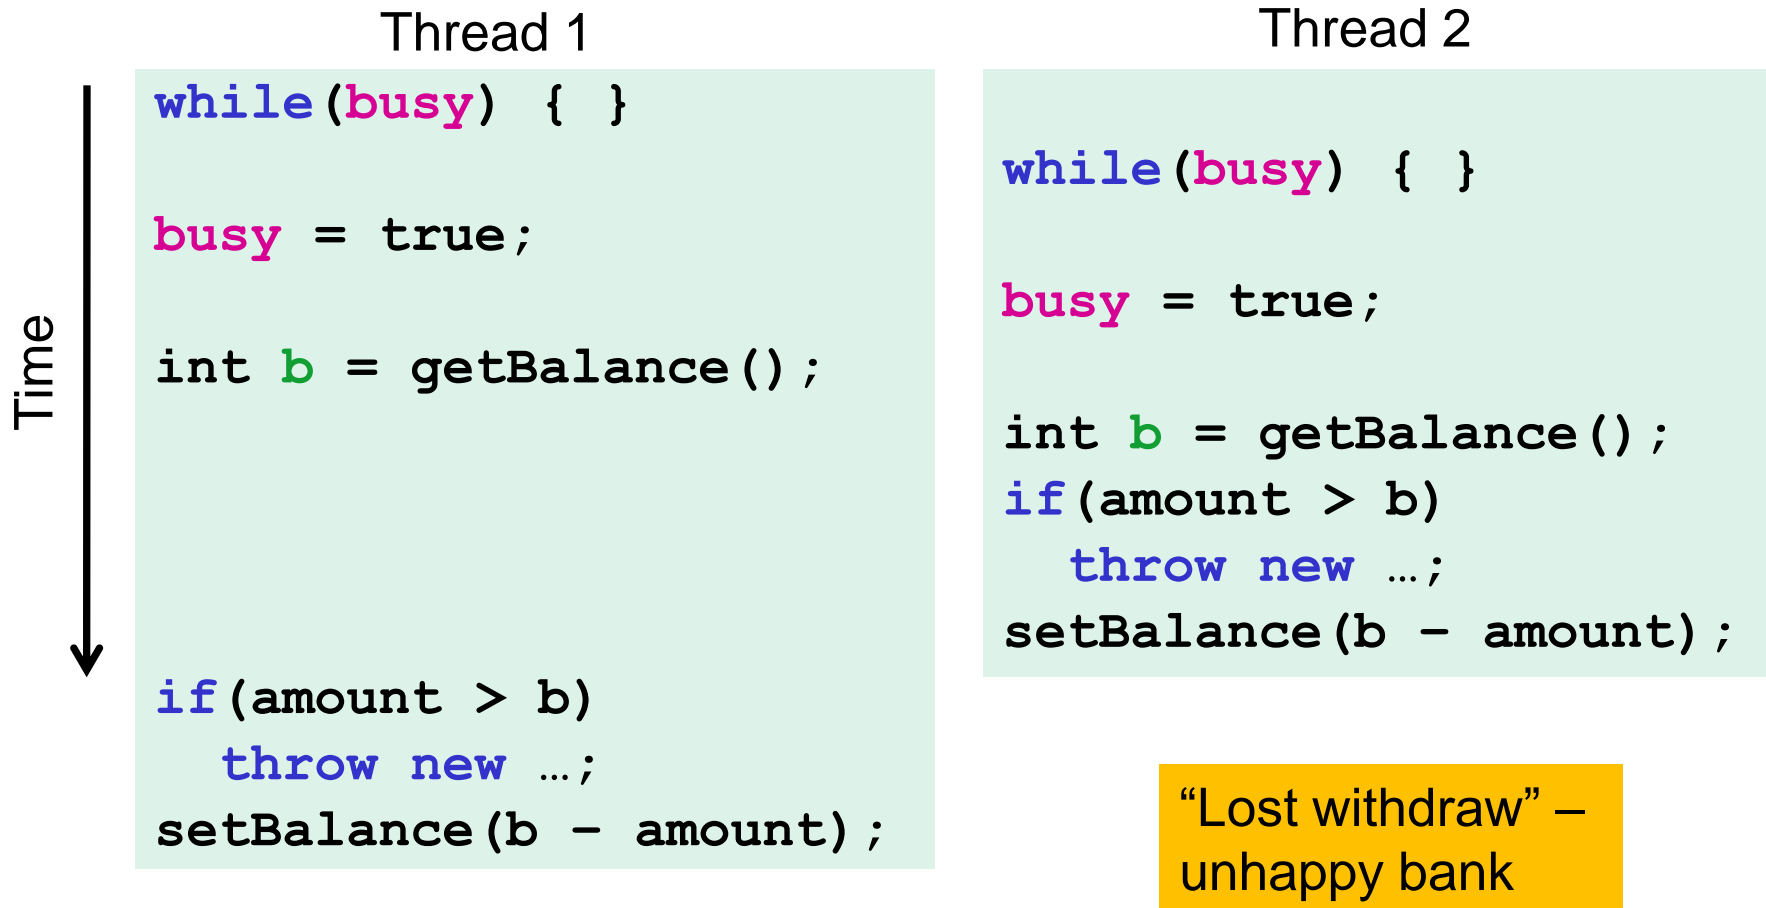 Thread 1
while(busy) { }
busy = true;
int b = getBalance();
if(amount > b)
throw new …;
setBalance(b – amount);
Thread 2
while(busy) { }
busy = true;
int b = getBalance();
if(amount > b)
throw new …;
setBalance(b – amount);
Time
“Lost withdraw” –
unhappy bank